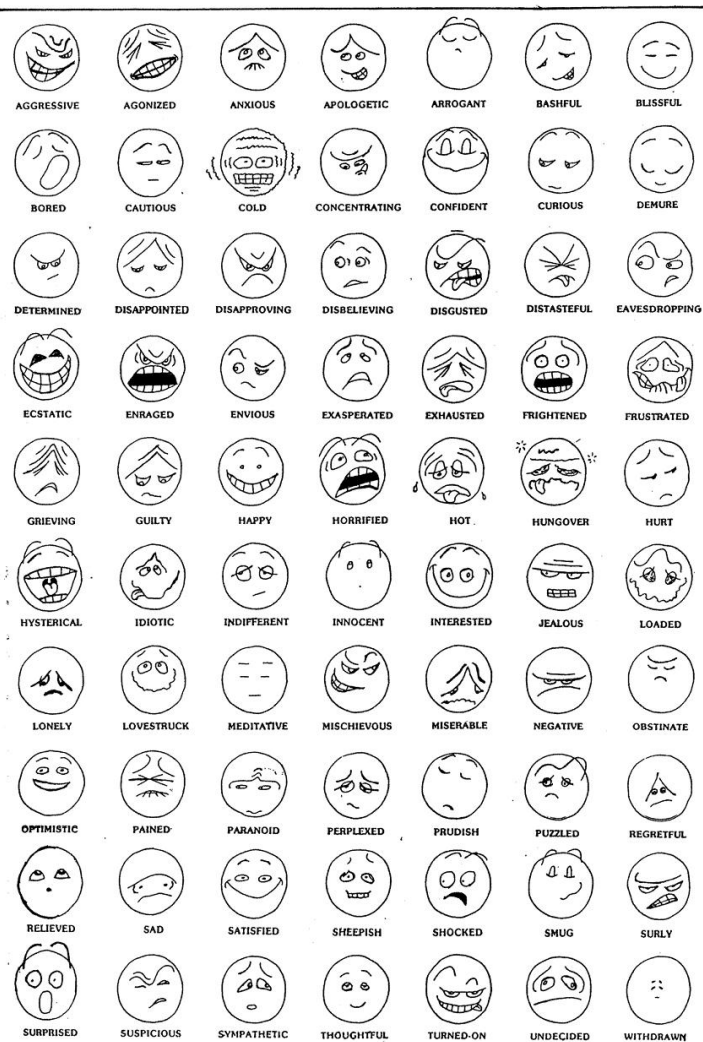 AGGRESSIVE AGONIZED ANXIOUS APOLOGETIC ARROGANT BASHFUL BLISSFUL
BORED CAUTIOUS COLD CONCENTRATING CONFIDENT CURIOUS DEMURE
DETERMINED DISAPPOINTED DISAPPROVING DISBELIEVING DISGUSTED DISTASTEFUL EAVESDROPPING
ECSTATIC ENRAGED ENVIOUS EXASPERATED EXHAUSTED FRIGHTENED FRUSTRATED
GRIEVING GUILTY HAPPY HORRIFIED HOT HUNGOVER HURT
HYSTERICAL IDIOTIC INDIFFERENT INNOCENT INTERESTED JEALOUS LOADED
LONELY LOVESTRUCK MEDITATIVE MISCHIEVOUS MISERABLE NEGATIVE OBSTINATE
OPTIMISTIC PAINED PARANOID PERPLEXED PRUDISH PUZZLED REGRETFUL
RELIEVED SAD SATISFIED SHEEPISH SHOCKED SMUG SURLY
SURPRISED SUSPICIOUS SYMPATHETIC THOUGHTFUL TURNED-ON UNDECIDED WITHDRAWN